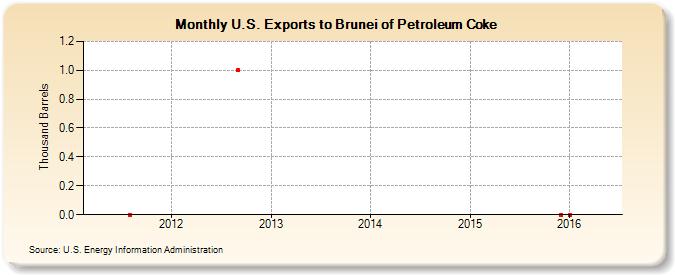 Monthly U.S. Exports to Brunei of Petroleum Coke
Thousand Barrels
1.2
1.0
0.8
0.6
0.4
0.2
0.0
2012 2013 2014 2015 2016
Source: U.S. Energy Information Administration